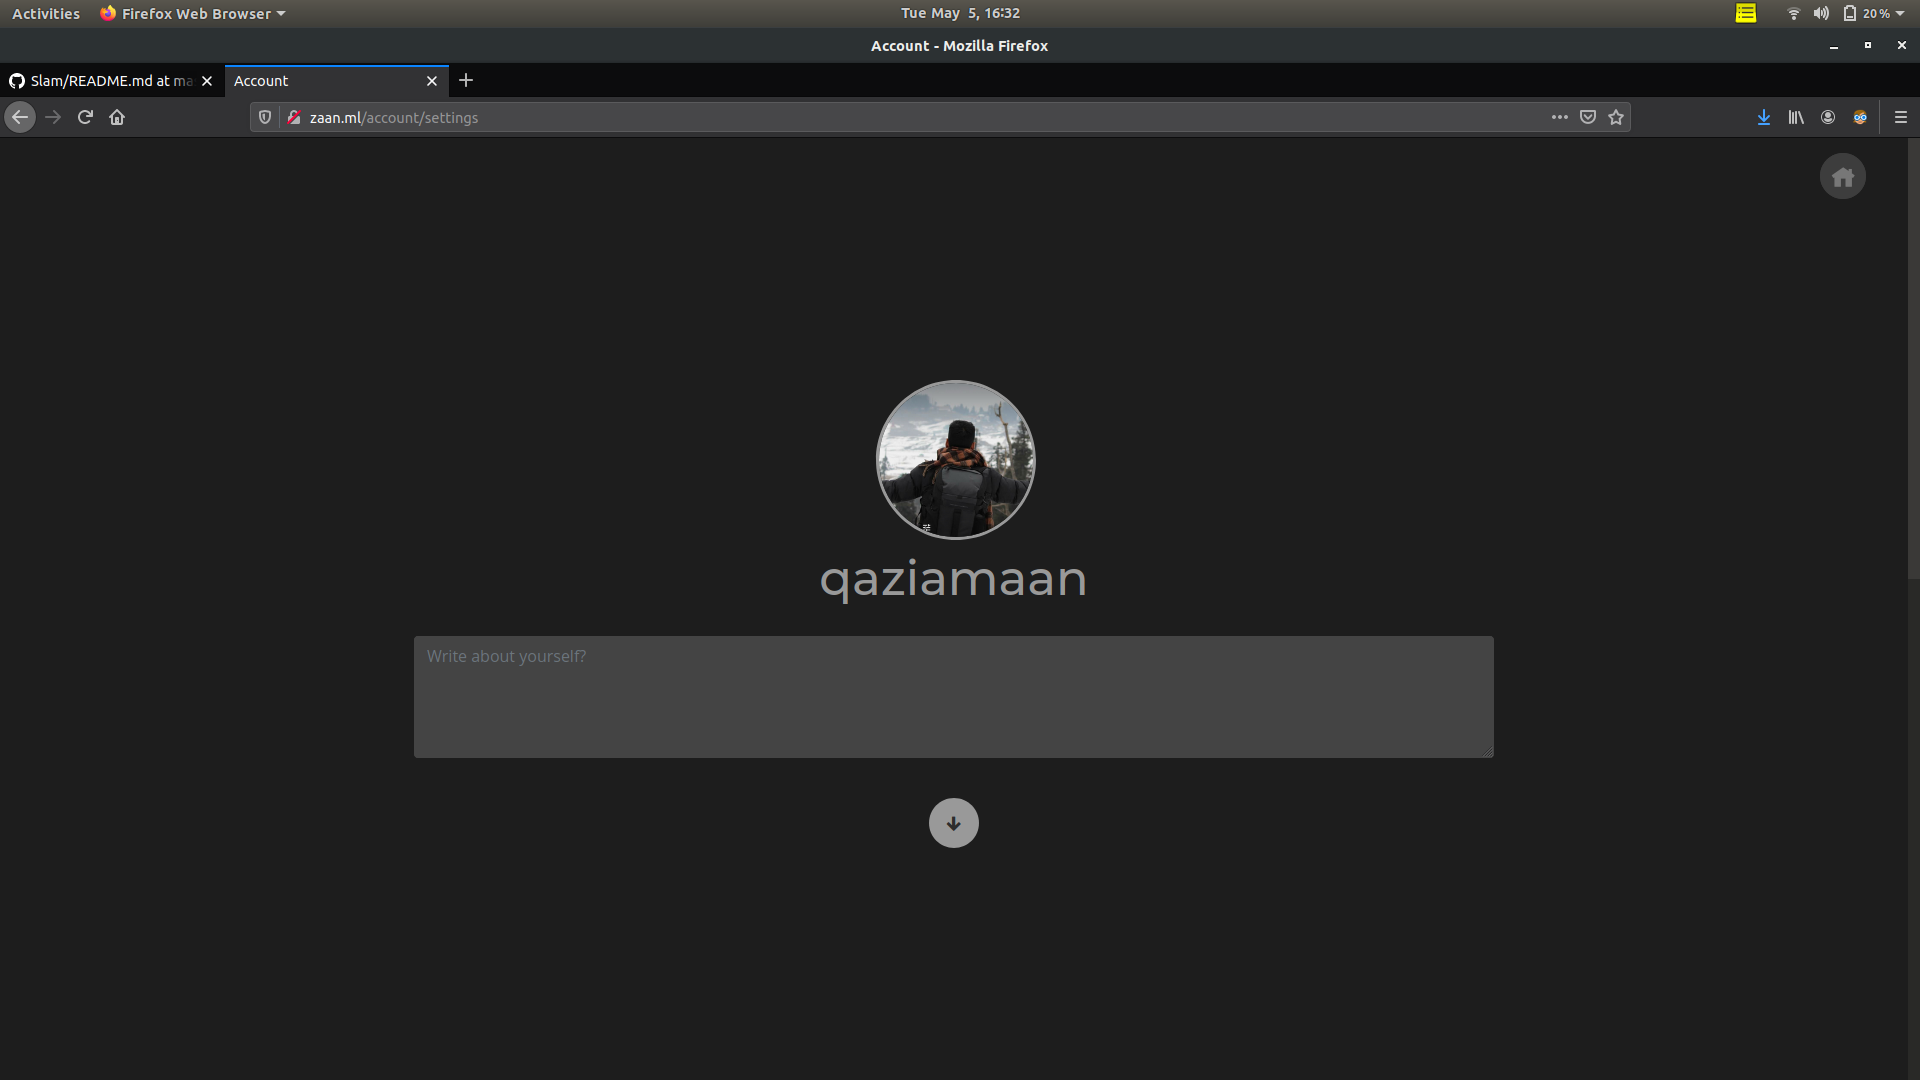 Activities
Firefox Web Browser
Tue May 5, 16:32
20 %
Account - Mozilla Firefox
Slam/README.md at ma
Account
zaan.ml/account/settings
qaziamaan
Write about yourself?